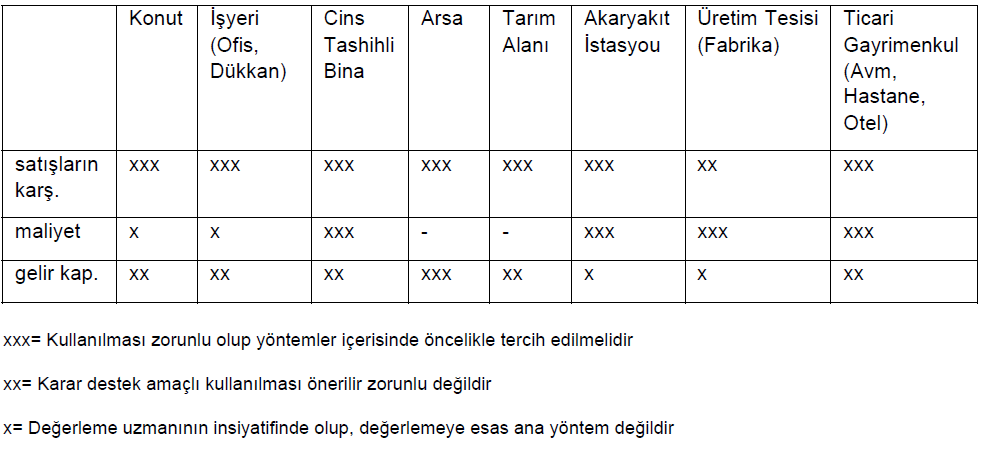 Konut İşyeri (Ofis, Dükkan) Cins Tashihli Bina Arsa Tarım Alanı Akaryakıt İstasyou Üretim Tesisi (Fabrika) Ticari Gayrimenkul (Avm, Hastane, Otel)
satışların karş. xxx xxx xxx xxx xxx xxx xx xxx
maliyet x x xxx - - xxx xxx xxx
gelir kap. xx xx xx xxx xx x x xx
xxx= Kullanılması zorunlu olup yöntemler içerisinde öncelikle tercih edilmelidir
xx= Karar destek amaçlı kullanılması önerilir zorunlu değildir
x= Değerleme uzmanının insiyatifinde olup, değerlemeye esas ana yöntem değildir